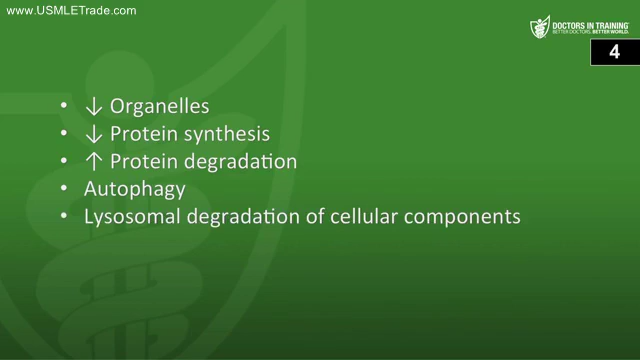 www.USMLETrade.com
DOCTORS IN TRAINING
BETTER DOCTORS. BETTER WORLD.
4
• ↓ Organelles
• ↓ Protein synthesis
• ↑ Protein degradation
• Autophagy
• Lysosomal degradation of cellular components